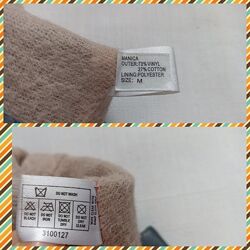 MANICA
OUTER:73%VINYL
27%COTTON
LINING:POLYESTER
SIZE: M
DO NOT WASH
DO NOT
BLEACH
DO NOT
IRON
DO NOT
TUMBLE
DRY
DO NOT
DRY
CLEAN
3100127